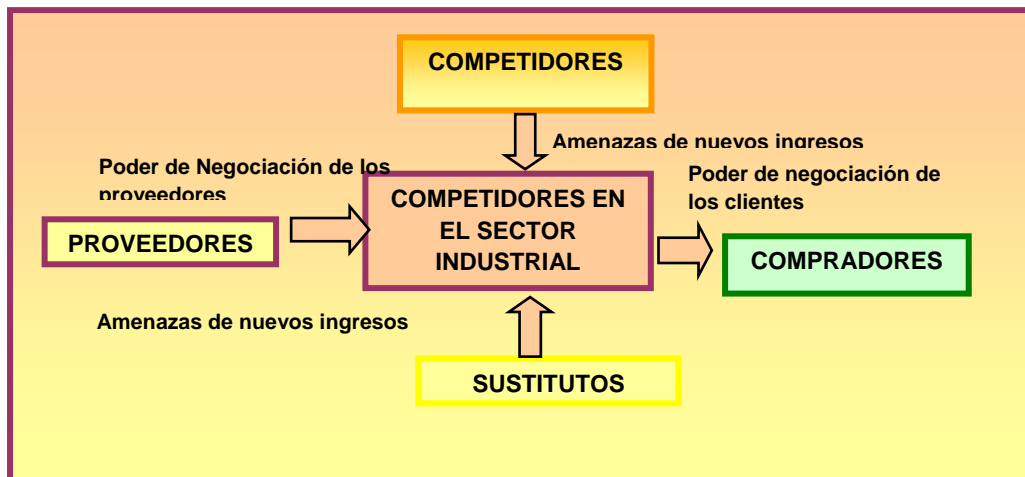 COMPETIDORES
Amenazas de nuevos ingresos
Poder de Negociación de los
proveedores
Poder de negociación de
los clientes
COMPETIDORES EN
EL SECTOR
INDUSTRIAL
PROVEEDORES
COMPRADORES
Amenazas de nuevos ingresos
SUSTITUTOS